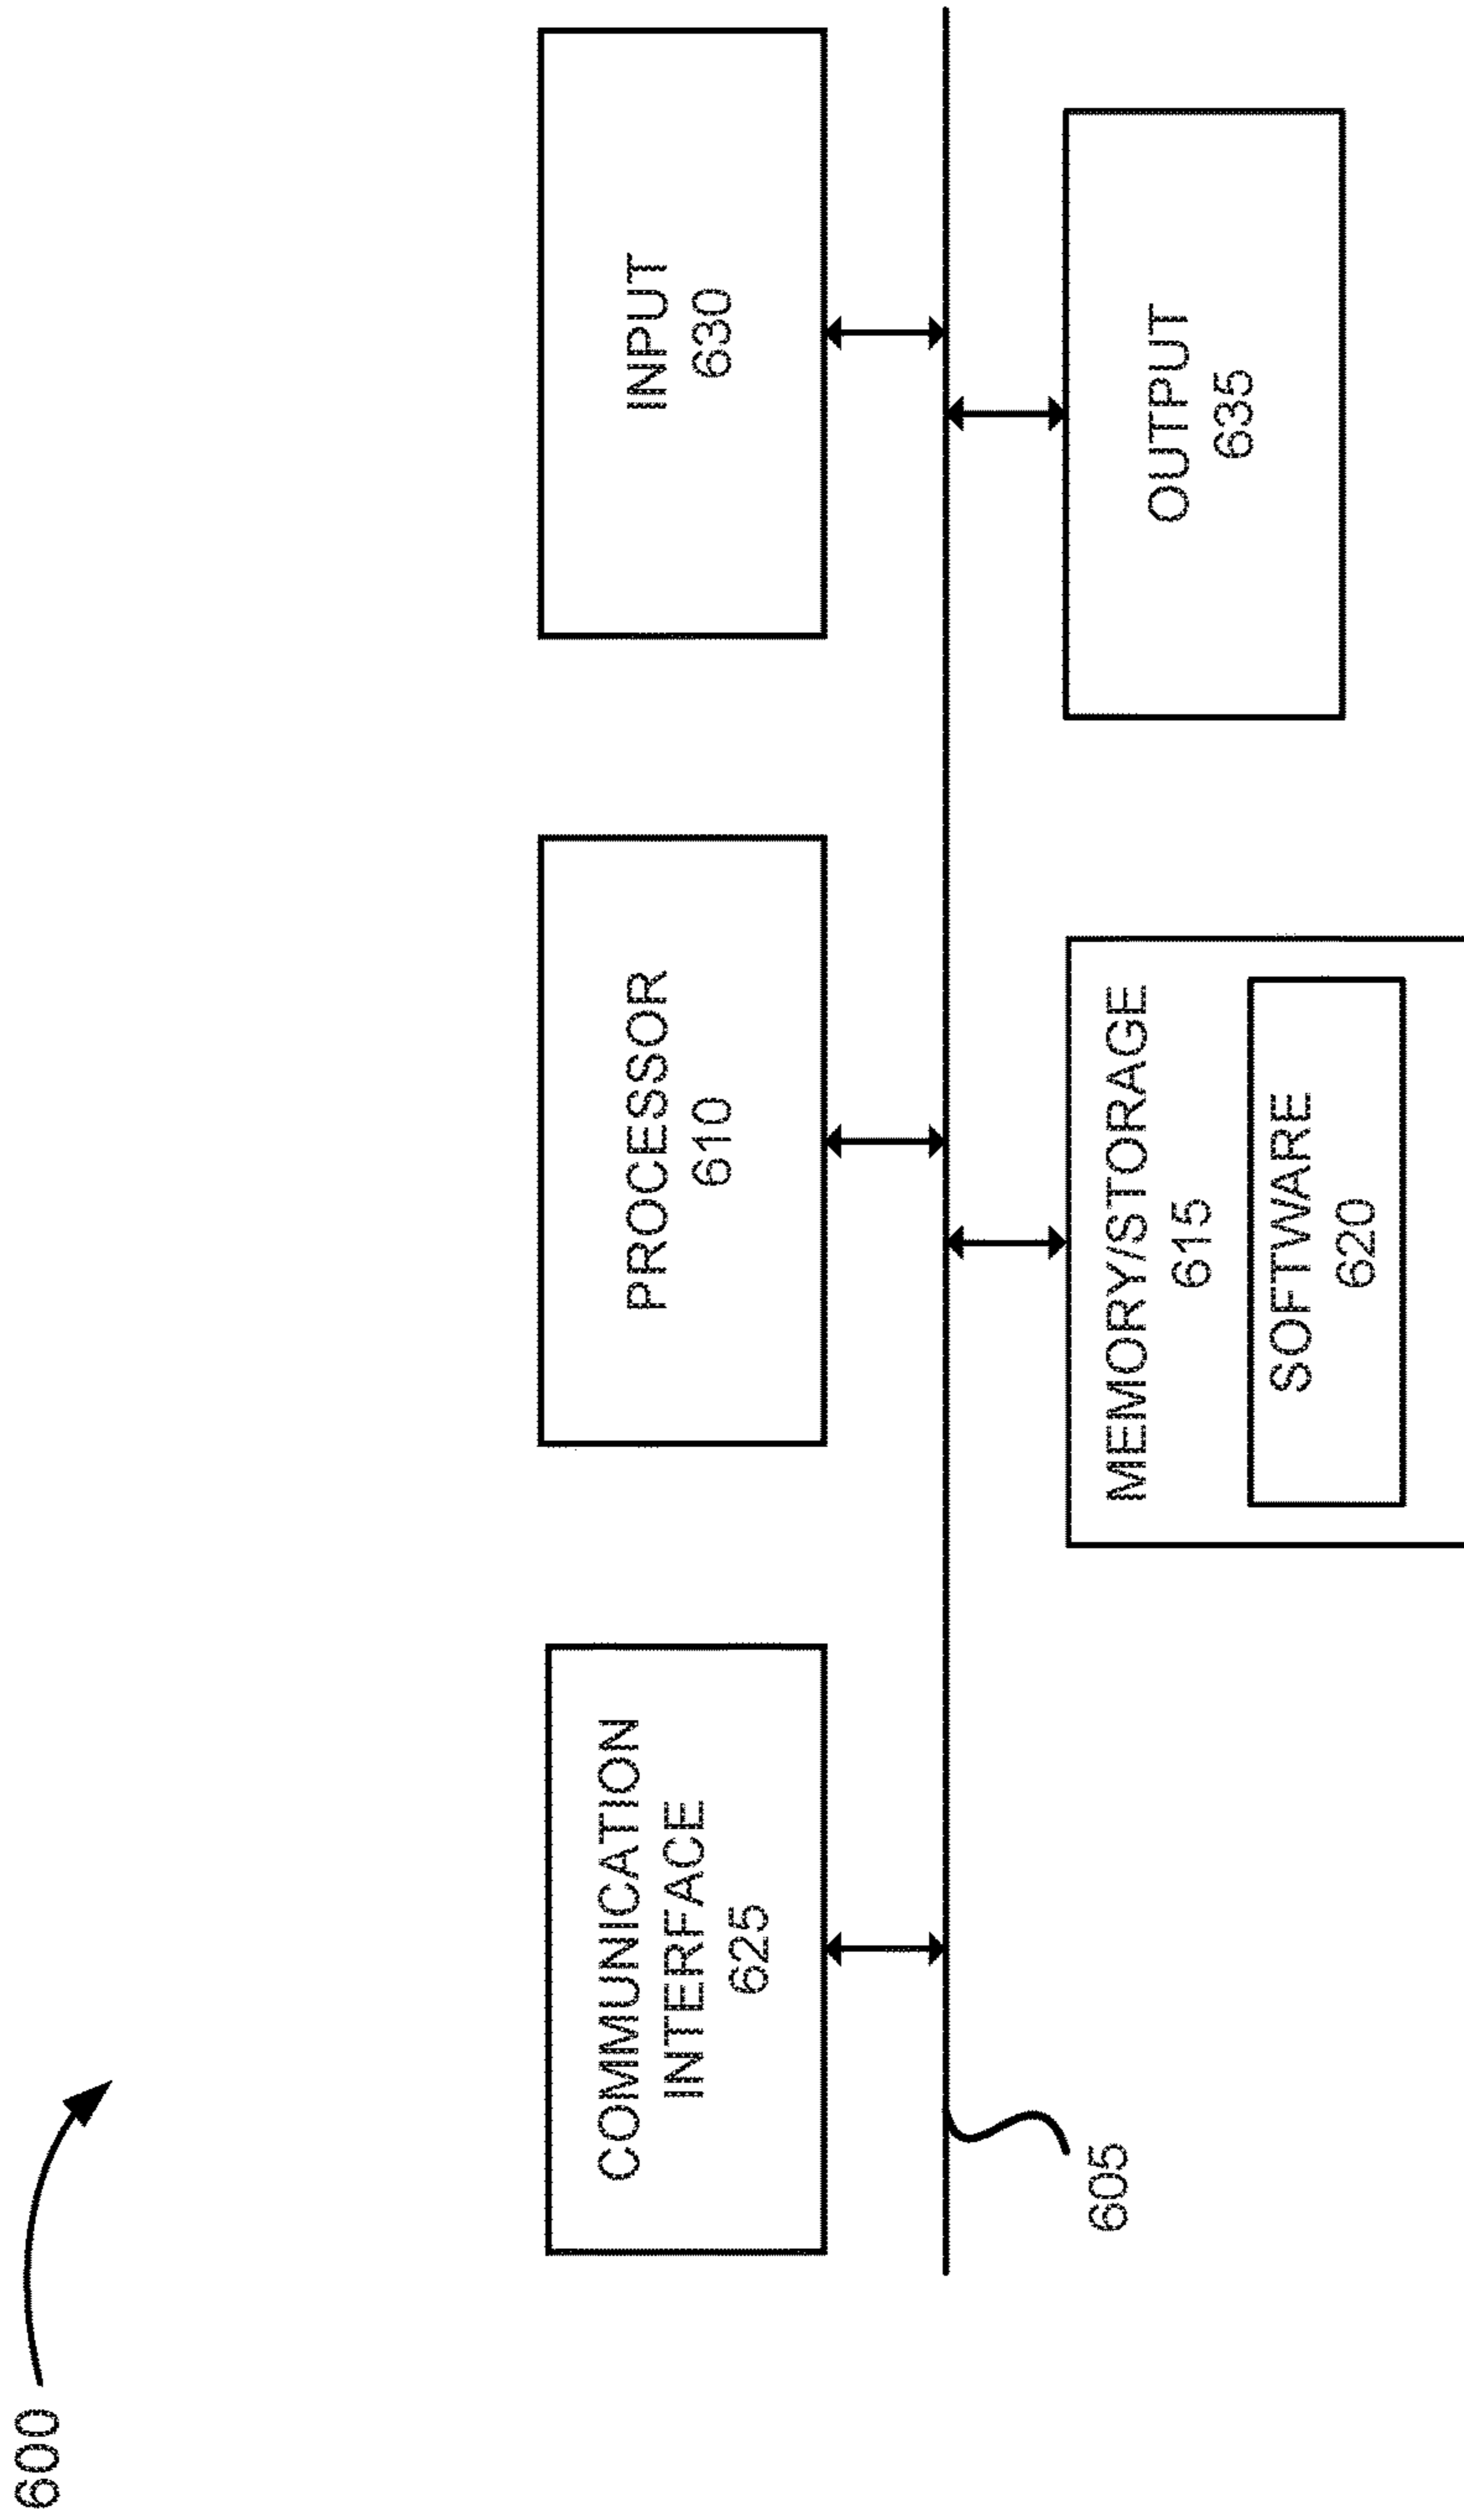 600
COMMUNICATION
INTERFACE
625
PROCESSOR
610
INPUT
630
605
MEMORY/STORAGE
615
SOFTWARE
620
OUTPUT
635